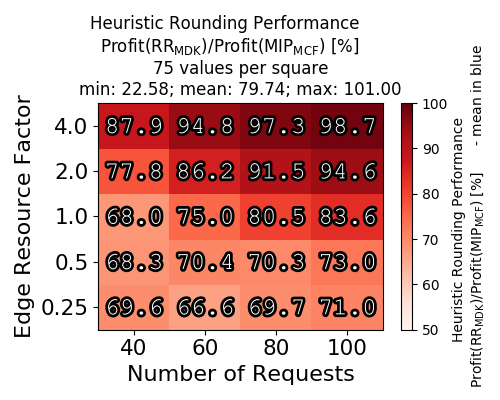 Heuristic Rounding Performance
Profit(RR_MDK)/Profit(MIP_MCF) [%]
75 values per square
min: 22.58; mean: 79.74; max: 101.00
Edge Resource Factor
4.0 87.9 94.8 97.3 98.7
2.0 77.8 86.2 91.5 94.6
1.0 68.0 75.0 80.5 83.6
0.5 68.3 70.4 70.3 73.0
0.25 69.6 66.6 69.7 71.0
40 60 80 100
Number of Requests
100
90
80
70
60
50
Heuristic Rounding Performance
Profit(RR_MDK)/Profit(MIP_MCF) [%] - mean in blue